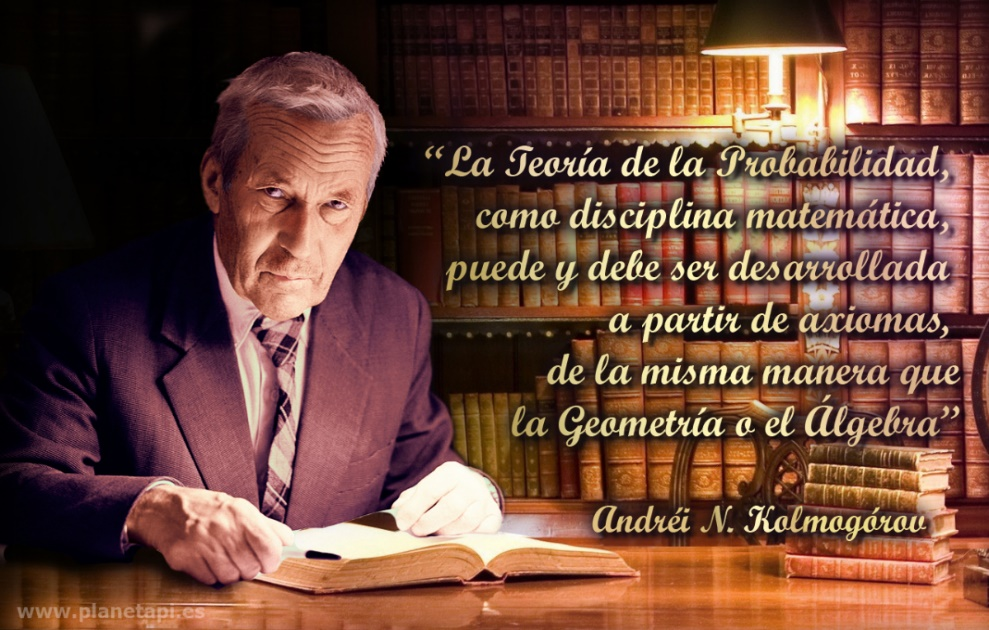 “La Teoría de la Probabilidad,
como disciplina matemática,
puede y debe ser desarrollada
a partir de axiomas,
de la misma manera que
la Geometría o el Álgebra”
Andréi N. Kolmogórov
www.planetapi.es